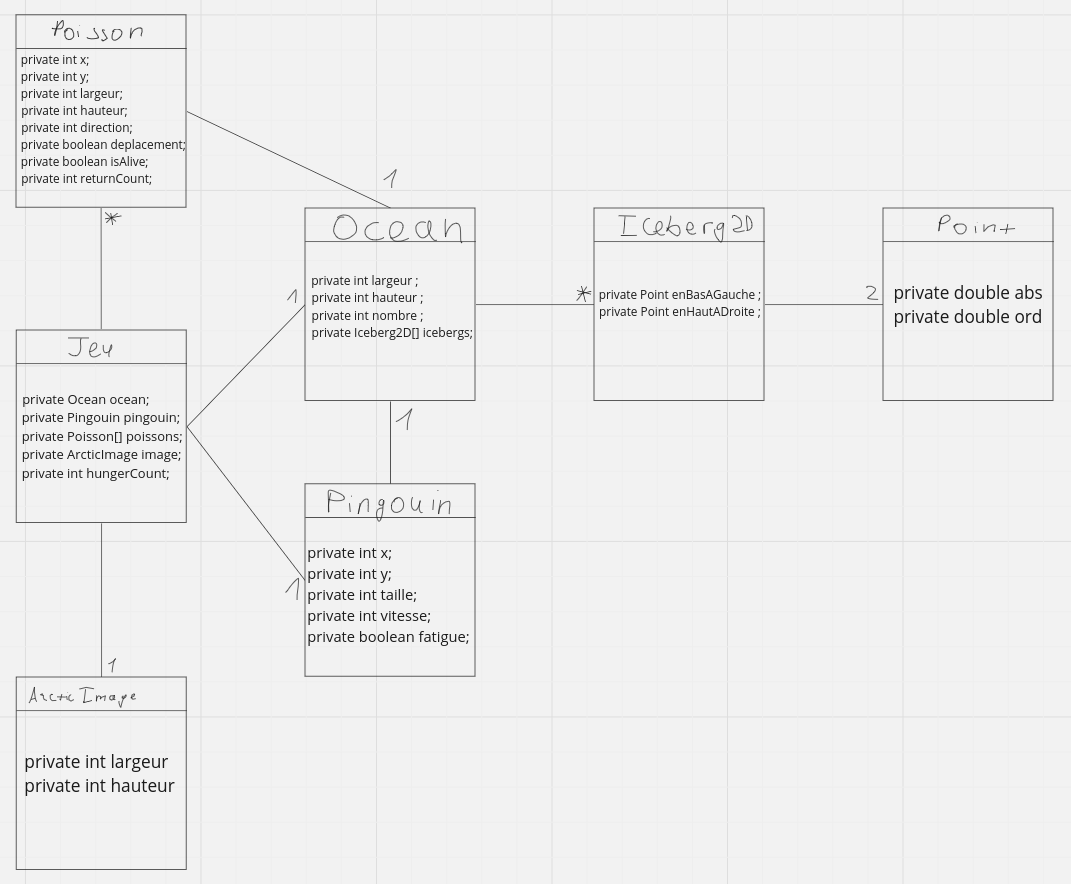 Poisson
private int x;
private int y;
private int largeur;
private int hauteur;
private int direction;
private boolean deplacement;
private boolean isAlive;
private int returnCount;
*
1
Ocean
private int largeur ;
private int hauteur ;
private int nombre ;
private Iceberg2D[] icebergs;
1
1
Iceberg2D
private Point enBasAGauche ;
private Point enHautADroite ;
*
Point
private double abs
private double ord
2
Jeu
private Ocean ocean;
private Pingouin pingouin;
private Poisson[] poissons;
private ArcticImage image;
private int hungerCount;
Pingouin
private int x;
private int y;
private int taille;
private int vitesse;
private boolean fatigue;
1
1
ArcticImage
private int largeur
private int hauteur